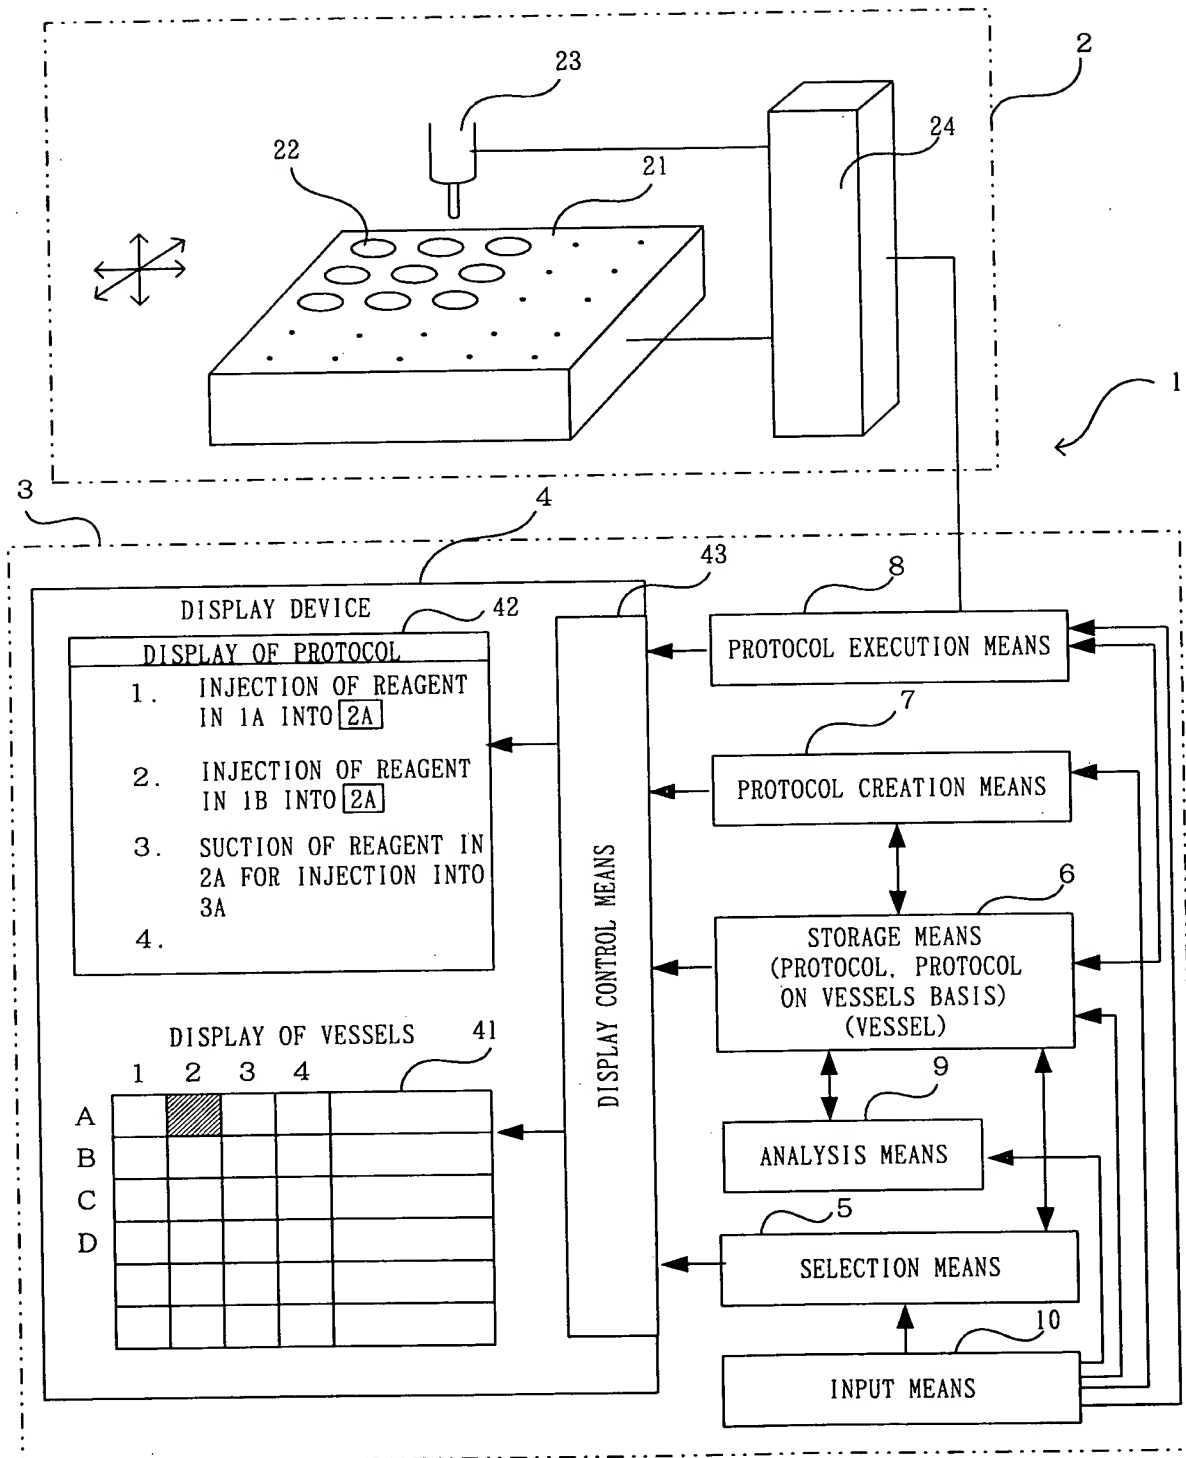 2
23
24
22
21
1
3
4
43
8
DISPLAY DEVICE
42
PROTOCOL EXECUTION MEANS
DISPLAY OF PROTOCOL
1. INJECTION OF REAGENT
IN 1A INTO 2A
7
2. INJECTION OF REAGENT
IN 1B INTO 2A
PROTOCOL CREATION MEANS
3. SUCTION OF REAGENT IN
2A FOR INJECTION INTO
3A
4.
DISPLAY CONTROL MEANS
6
STORAGE MEANS
(PROTOCOL, PROTOCOL
ON VESSELS BASIS)
(VESSEL)
DISPLAY OF VESSELS
41
1 2 3 4
A
B
C
D
9
ANALYSIS MEANS
5
SELECTION MEANS
10
INPUT MEANS